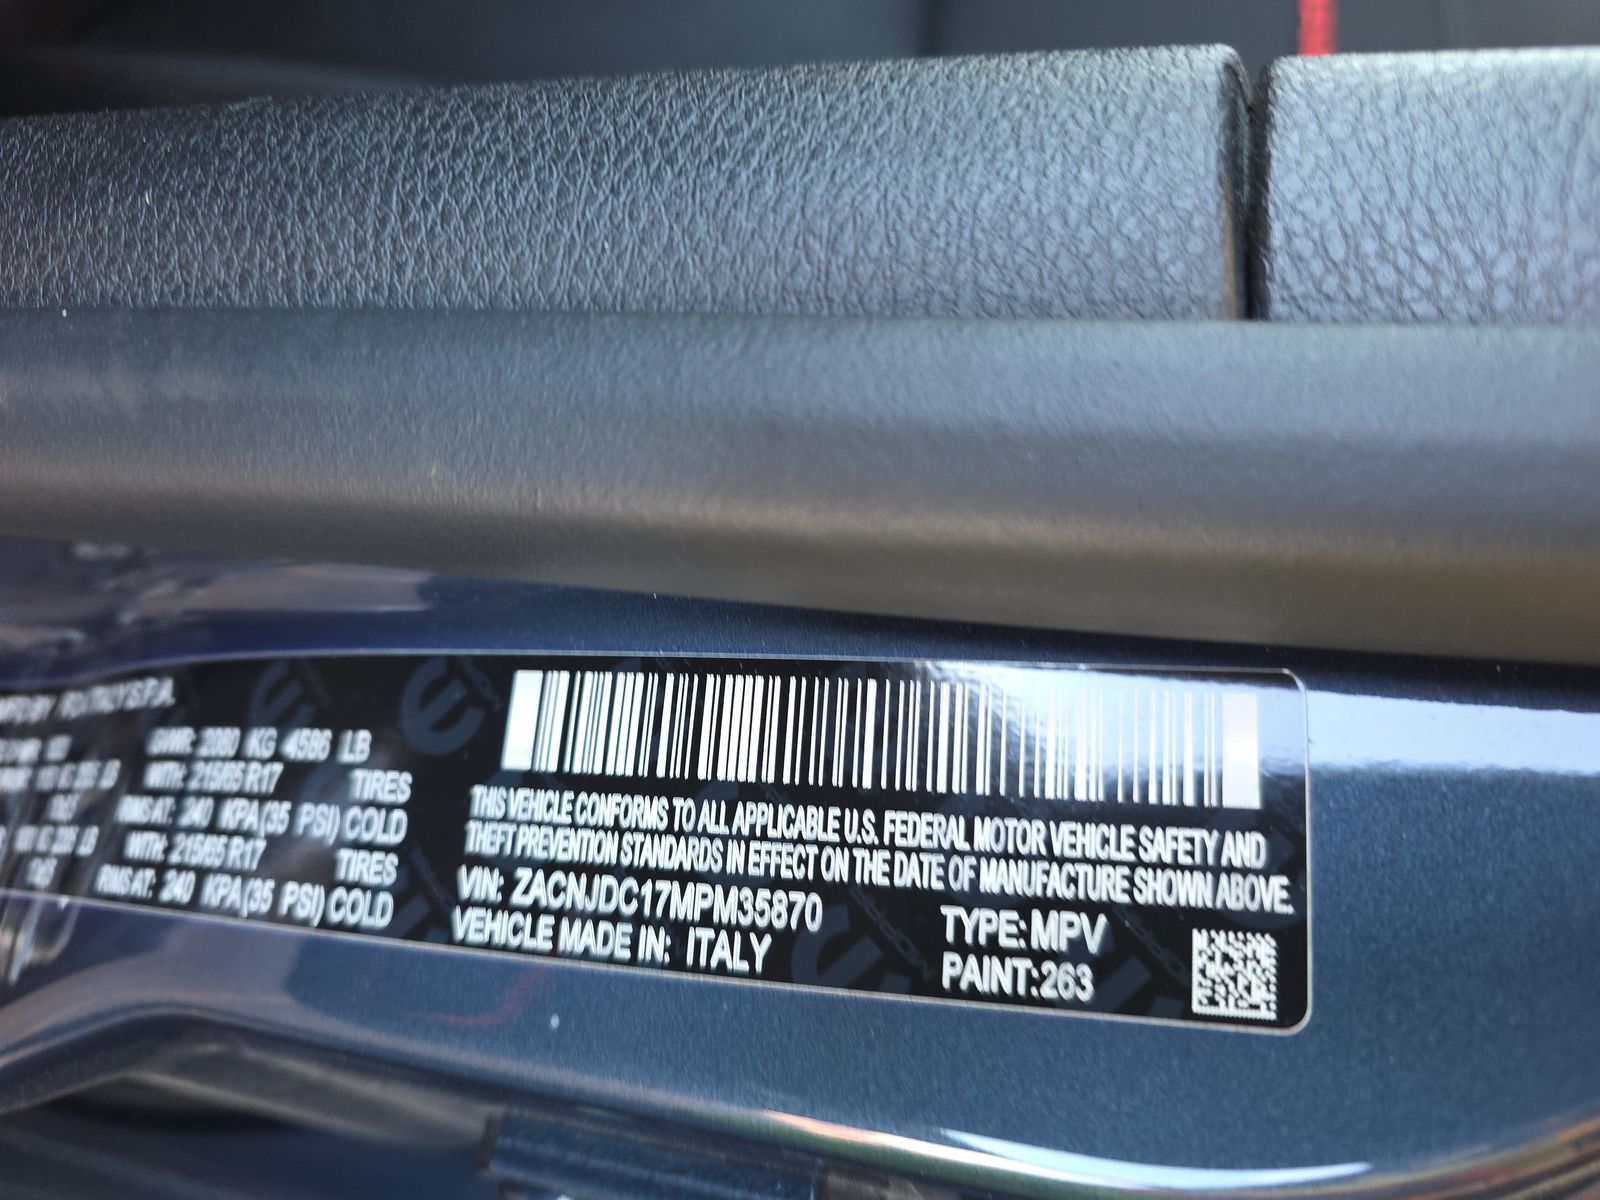 GVWR: 2080 KG 4586 LB
WITH: 215/65 R17 TIRES
RIMS AT: 240 KPA(35 PSI) COLD
WITH: 215/65 R17 TIRES
RIMS AT: 240 KPA(35 PSI) COLD
THIS VEHICLE CONFORMS TO ALL APPLICABLE U.S. FEDERAL MOTOR VEHICLE SAFETY AND
THEFT PREVENTION STANDARDS IN EFFECT ON THE DATE OF MANUFACTURE SHOWN ABOVE.
VIN: ZACNJDC17MPM35870
TYPE: MPV
VEHICLE MADE IN: ITALY
PAINT:263